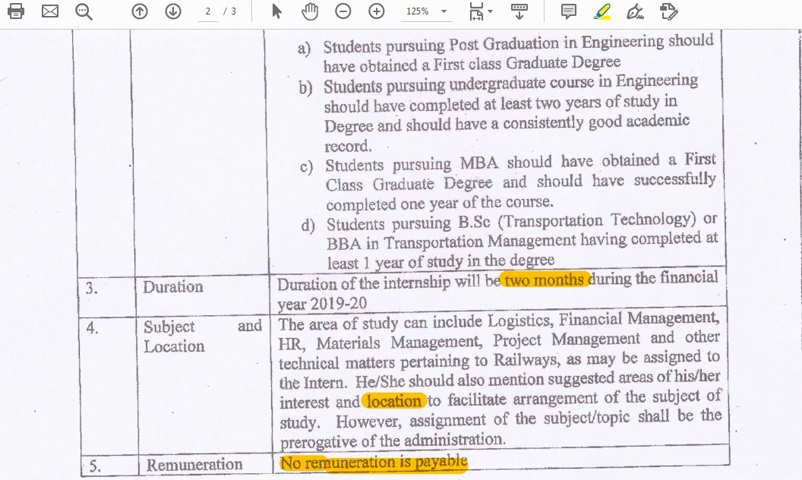 2 / 3
125%
a) Students pursuing Post Graduation in Engineering should
have obtained a First class Graduate Degree
b) Students pursuing undergraduate course in Engineering
should have completed at least two years of study in
Degree and should have a consistently good academic
record.
c) Students pursuing MBA should have obtained a First
Class Graduate Degree and should have successfully
completed one year of the course.
d) Students pursuing B.Sc (Transportation Technology) or
BBA in Transportation Management having completed at
least 1 year of study in the degree
3. Duration Duration of the internship will be two months during the financial
year 2019-20
4. Subject and The area of study can include Logistics, Financial Management,
Location HR, Materials Management, Project Management and other
technical matters pertaining to Railways, as may be assigned to
the Intern. He/She should also mention suggested areas of his/her
interest and location to facilitate arrangement of the subject of
study. However, assignment of the subject/topic shall be the
prerogative of the administration.
5. Remuneration No remuneration is payable